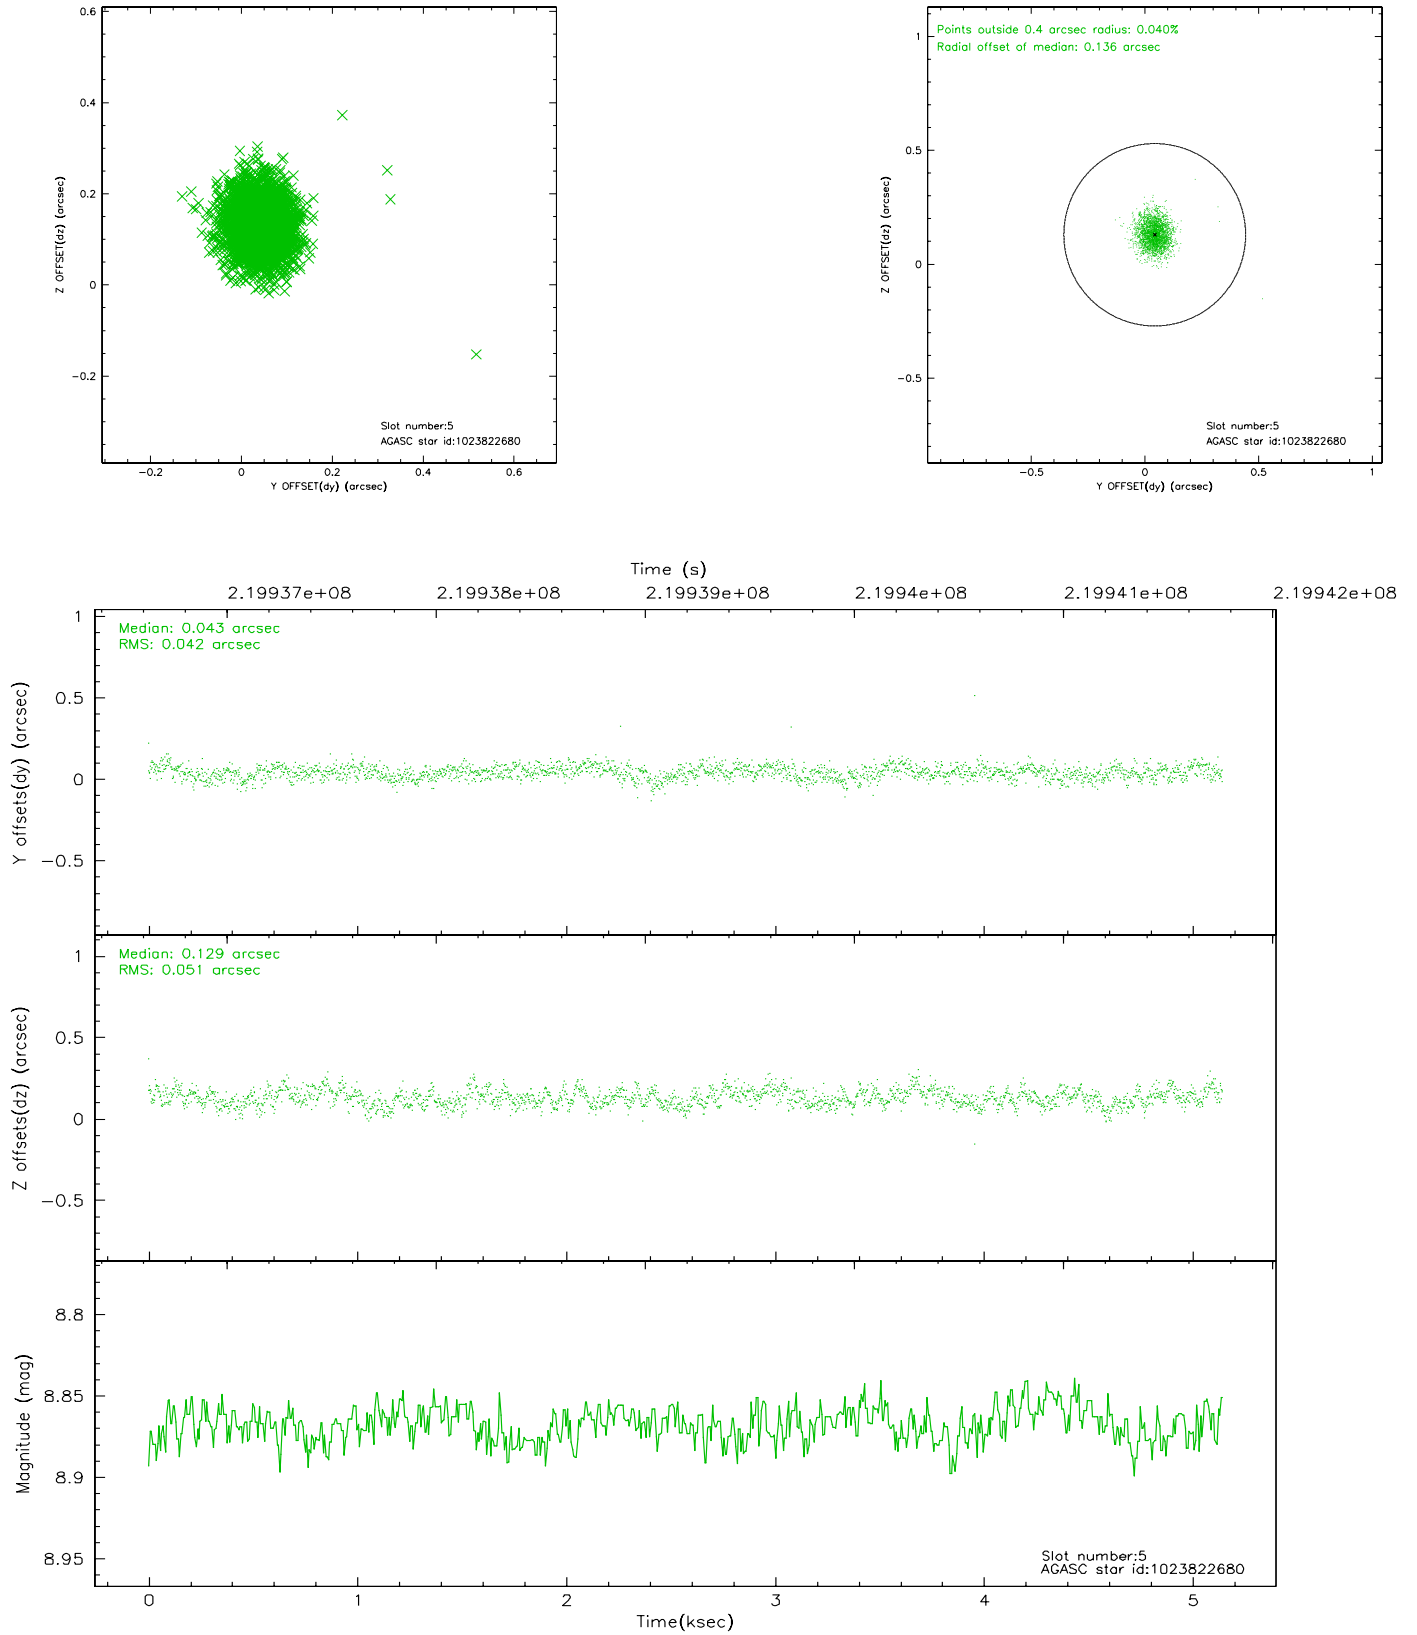 0.6
0.4
0.2
0
−0.2
Z OFFSET(dz) (arcsec)
Slot number:5
AGASC star id:1023822680
−0.2 0 0.2 0.4 0.6
Y OFFSET(dy) (arcsec)
Points outside 0.4 arcsec radius: 0.040%
Radial offset of median: 0.136 arcsec
1
0.5
0
−0.5
Z OFFSET(dz) (arcsec)
Slot number:5
AGASC star id:1023822680
−0.5 0 0.5 1
Y OFFSET(dy) (arcsec)
Time (s)
2.19937e+08 2.19938e+08 2.19939e+08 2.1994e+08 2.19941e+08 2.19942e+08
Median: 0.043 arcsec
RMS: 0.042 arcsec
1
0.5
0
−0.5
Y offsets(dy) (arcsec)
Median: 0.129 arcsec
RMS: 0.051 arcsec
1
0.5
0
−0.5
Z offsets(dz) (arcsec)
8.8
8.85
8.9
8.95
Magnitude (mag)
Slot number:5
AGASC star id:1023822680
0 1 2 3 4 5
Time(ksec)